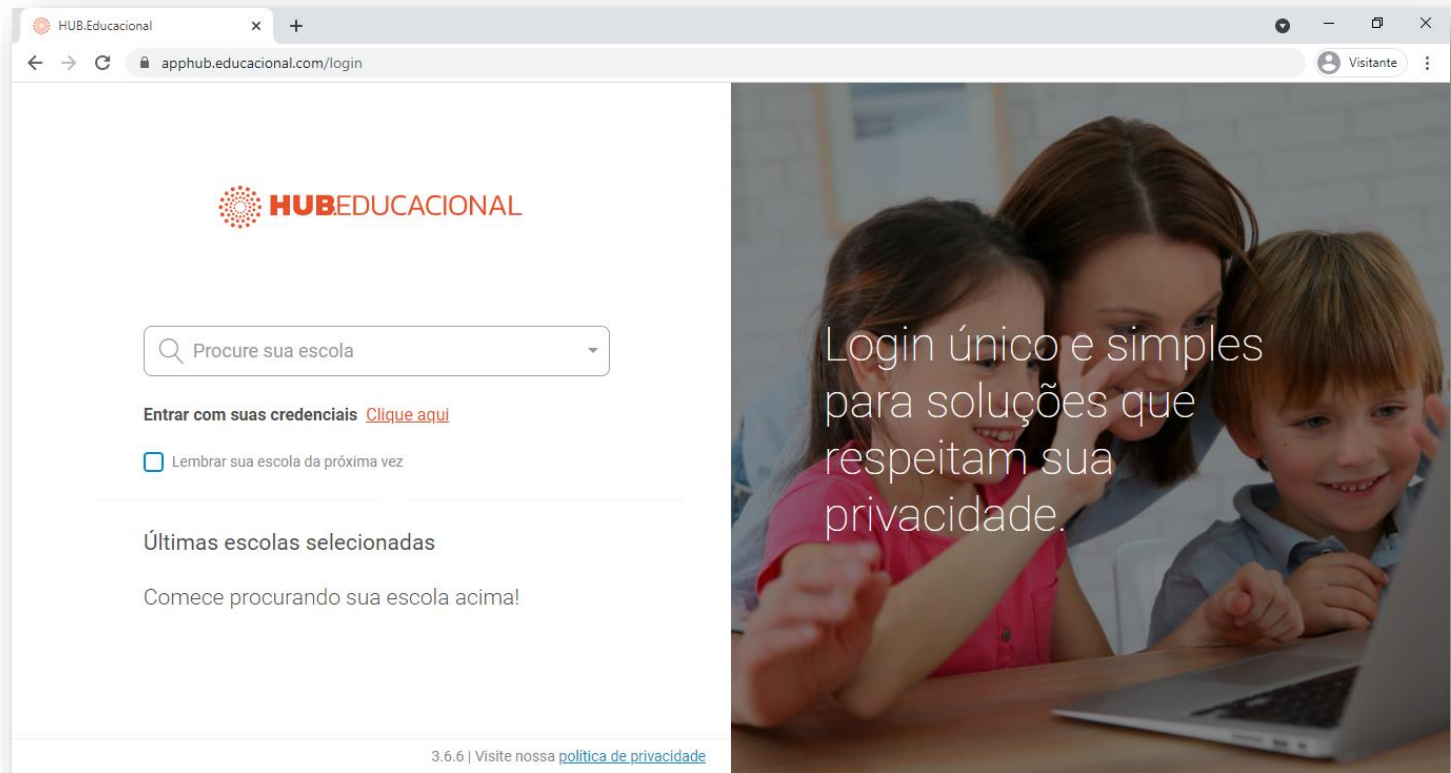 HUB.Educacional
Visitante
apphub.educacional.com/login
HUB.EDUCACIONAL
Procure sua escola
Entrar com suas credenciais Clique aqui
Lembrar sua escola da próxima vez
Últimas escolas selecionadas
Comece procurando sua escola acima!
3.6.6 | Visite nossa política de privacidade
Login único e simples
para soluções que
respeitam sua
privacidade.